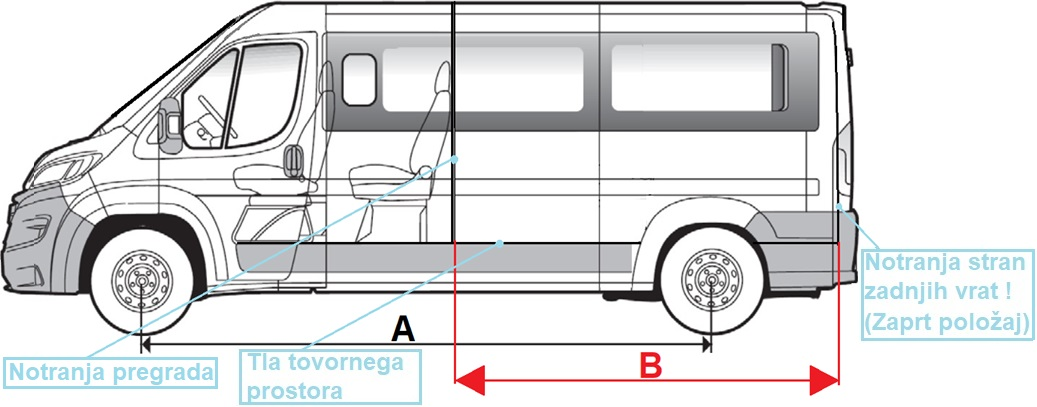 Notranja stran
zadnjih vrat !
(Zaprt položaj)
A
B
Notranja pregrada
Tla tovornega
prostora